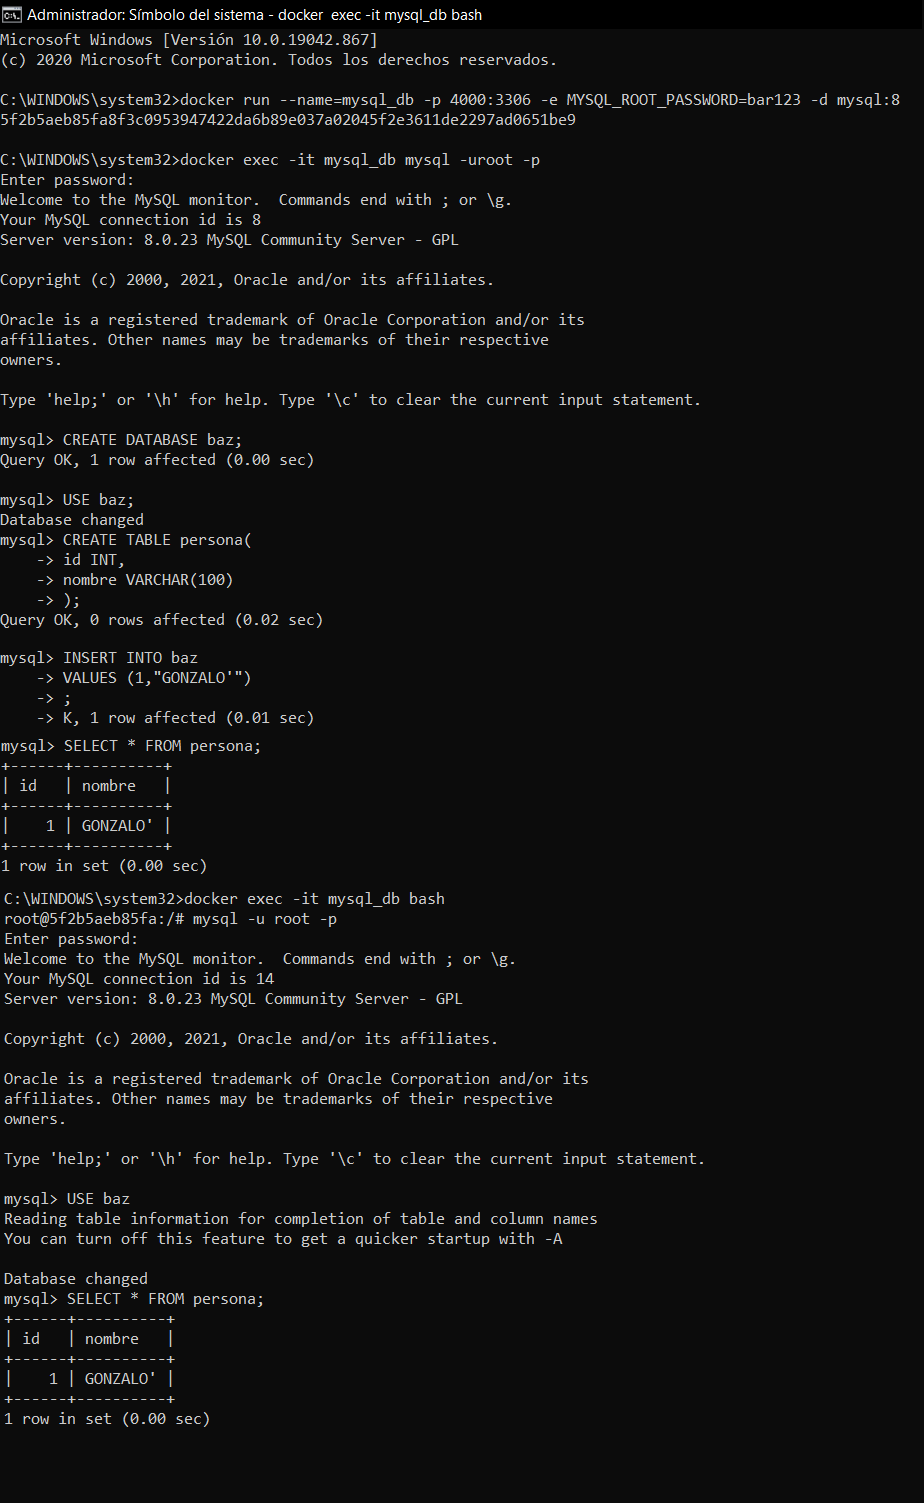 Administrador: Símbolo del sistema - docker  exec -it mysql_db bash
Microsoft Windows [Versión 10.0.19042.867]
(c) 2020 Microsoft Corporation. Todos los derechos reservados.
C:\WINDOWS\system32>docker run --name=mysql_db -p 4000:3306 -e MYSQL_ROOT_PASSWORD=bar123 -d mysql:8
5f2b5aeb85fa8f3c0953947422da6b89e037a02045f2e3611de2297ad0651be9
C:\WINDOWS\system32>docker exec -it mysql_db mysql -uroot -p
Enter password:
Welcome to the MySQL monitor.  Commands end with ; or \g.
Your MySQL connection id is 8
Server version: 8.0.23 MySQL Community Server - GPL
Copyright (c) 2000, 2021, Oracle and/or its affiliates.
Oracle is a registered trademark of Oracle Corporation and/or its
affiliates. Other names may be trademarks of their respective
owners.
Type 'help;' or '\h' for help. Type '\c' to clear the current input statement.
mysql> CREATE DATABASE baz;
Query OK, 1 row affected (0.00 sec)
mysql> USE baz;
Database changed
mysql> CREATE TABLE persona(
    -> id INT,
    -> nombre VARCHAR(100)
    -> );
Query OK, 0 rows affected (0.02 sec)
mysql> INSERT INTO baz
    -> VALUES (1,"GONZALO'")
    -> ;
    -> K, 1 row affected (0.01 sec)
mysql> SELECT * FROM persona;
+------+----------+
| id   | nombre   |
+------+----------+
|    1 | GONZALO' |
+------+----------+
1 row in set (0.00 sec)
C:\WINDOWS\system32>docker exec -it mysql_db bash
root@5f2b5aeb85fa:/# mysql -u root -p
Enter password:
Welcome to the MySQL monitor.  Commands end with ; or \g.
Your MySQL connection id is 14
Server version: 8.0.23 MySQL Community Server - GPL
Copyright (c) 2000, 2021, Oracle and/or its affiliates.
Oracle is a registered trademark of Oracle Corporation and/or its
affiliates. Other names may be trademarks of their respective
owners.
Type 'help;' or '\h' for help. Type '\c' to clear the current input statement.
mysql> USE baz
Reading table information for completion of table and column names
You can turn off this feature to get a quicker startup with -A
Database changed
mysql> SELECT * FROM persona;
+------+----------+
| id   | nombre   |
+------+----------+
|    1 | GONZALO' |
+------+----------+
1 row in set (0.00 sec)